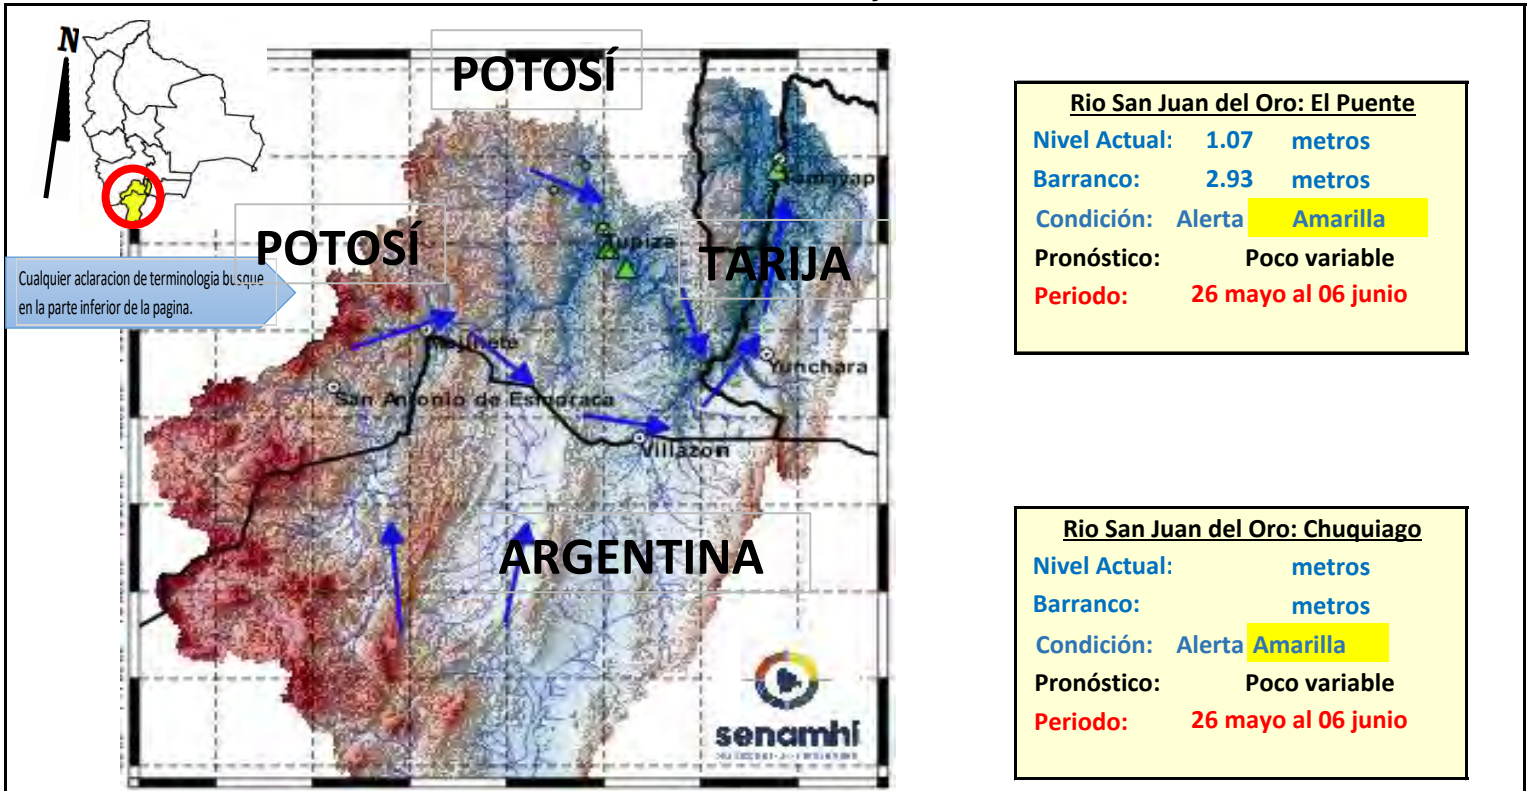 N
POTOSÍ
POTOSÍ
TARIJA
ARGENTINA
Cualquier aclaracion de terminologia busque
en la parte inferior de la pagina.
Tupiza
Yunchara
San Antonio de Esmoraca
Villazon
senamhi
Rio San Juan del Oro: El Puente
Nivel Actual: 1.07 metros
Barranco: 2.93 metros
Condición: Alerta Amarilla
Pronóstico: Poco variable
Periodo: 26 mayo al 06 junio
Rio San Juan del Oro: Chuquiago
Nivel Actual: metros
Barranco: metros
Condición: Alerta Amarilla
Pronóstico: Poco variable
Periodo: 26 mayo al 06 junio